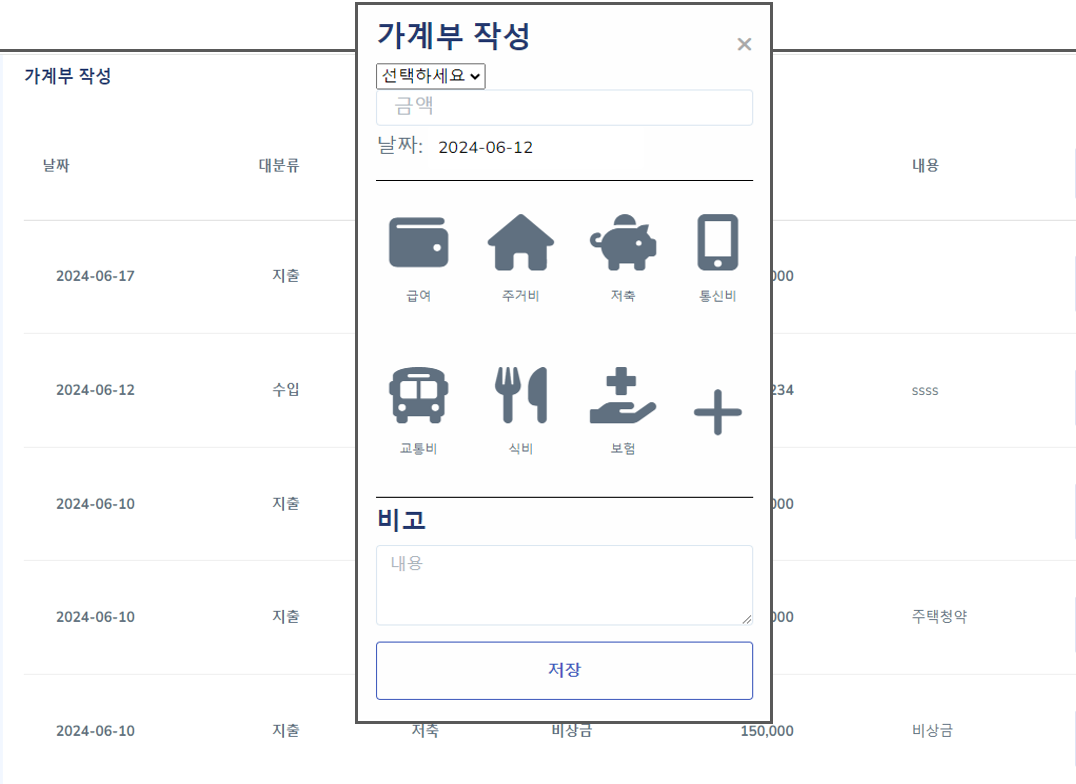 가계부 작성
×
선택하세요
금액
날짜: 2024-06-12
급여 주거비 저축 통신비
교통비 식비 보험
비고
내용
저장
가계부 작성
날짜 대분류 내용
2024-06-17 지출 000
2024-06-12 수입 234 ssss
2024-06-10 지출 000
2024-06-10 지출 000 주택청약
2024-06-10 지출 저축 비상금 150,000 비상금